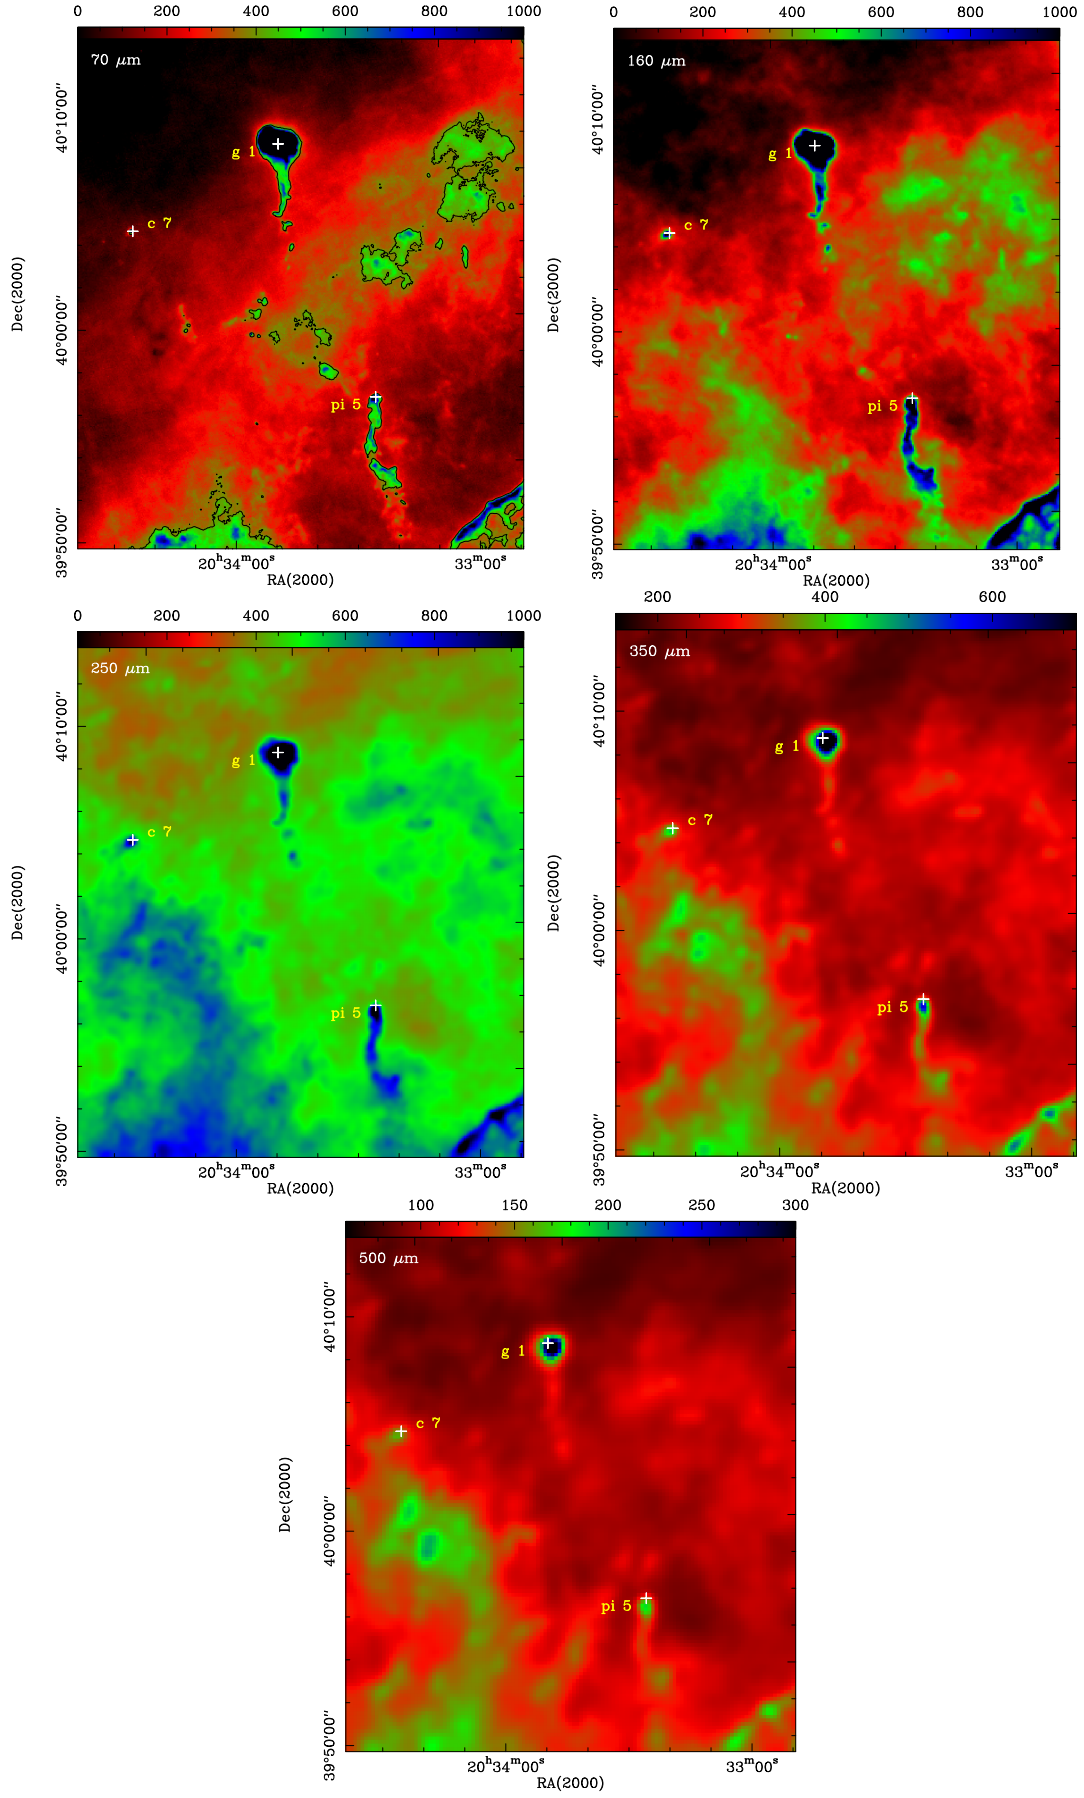 0 200 400 600 800 1000
70 μm
g 1
c 7
pi 5
40°10'00"
40°00'00"
39°50'00"
Dec(2000)
20h34m00s 33m00s
RA(2000)
0 200 400 600 800 1000
160 μm
g 1
c 7
pi 5
40°10'00"
40°00'00"
39°50'00"
Dec(2000)
20h34m00s 33m00s
RA(2000)
0 200 400 600 800 1000
250 μm
g 1
c 7
pi 5
40°10'00"
40°00'00"
39°50'00"
Dec(2000)
20h34m00s 33m00s
RA(2000)
200 400 600
350 μm
g 1
c 7
pi 5
40°10'00"
40°00'00"
39°50'00"
Dec(2000)
20h34m00s 33m00s
RA(2000)
100 150 200 250 300
500 μm
g 1
c 7
pi 5
40°10'00"
40°00'00"
39°50'00"
Dec(2000)
20h34m00s 33m00s
RA(2000)